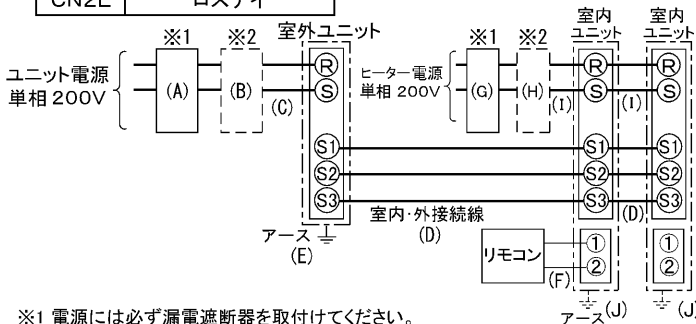 CN2L ロスナイ
※1 ※2 室外ユニット
ユニット電源
単相 200V
(A) (B) (C)
R
S
S1
S2
S3
アース
(E)
室内・外接続線
(D)
※1 ※2 室内ユニット 室内ユニット
ヒーター電源
単相 200V
(G) (H) (I) (I)
R R
S S
S1 S1
S2 S2
S3 S3
(D)
リモコン
(F)
① ①
② ②
アース (J) (J)
※1 電源には必ず漏電遮断器を取付けてください。